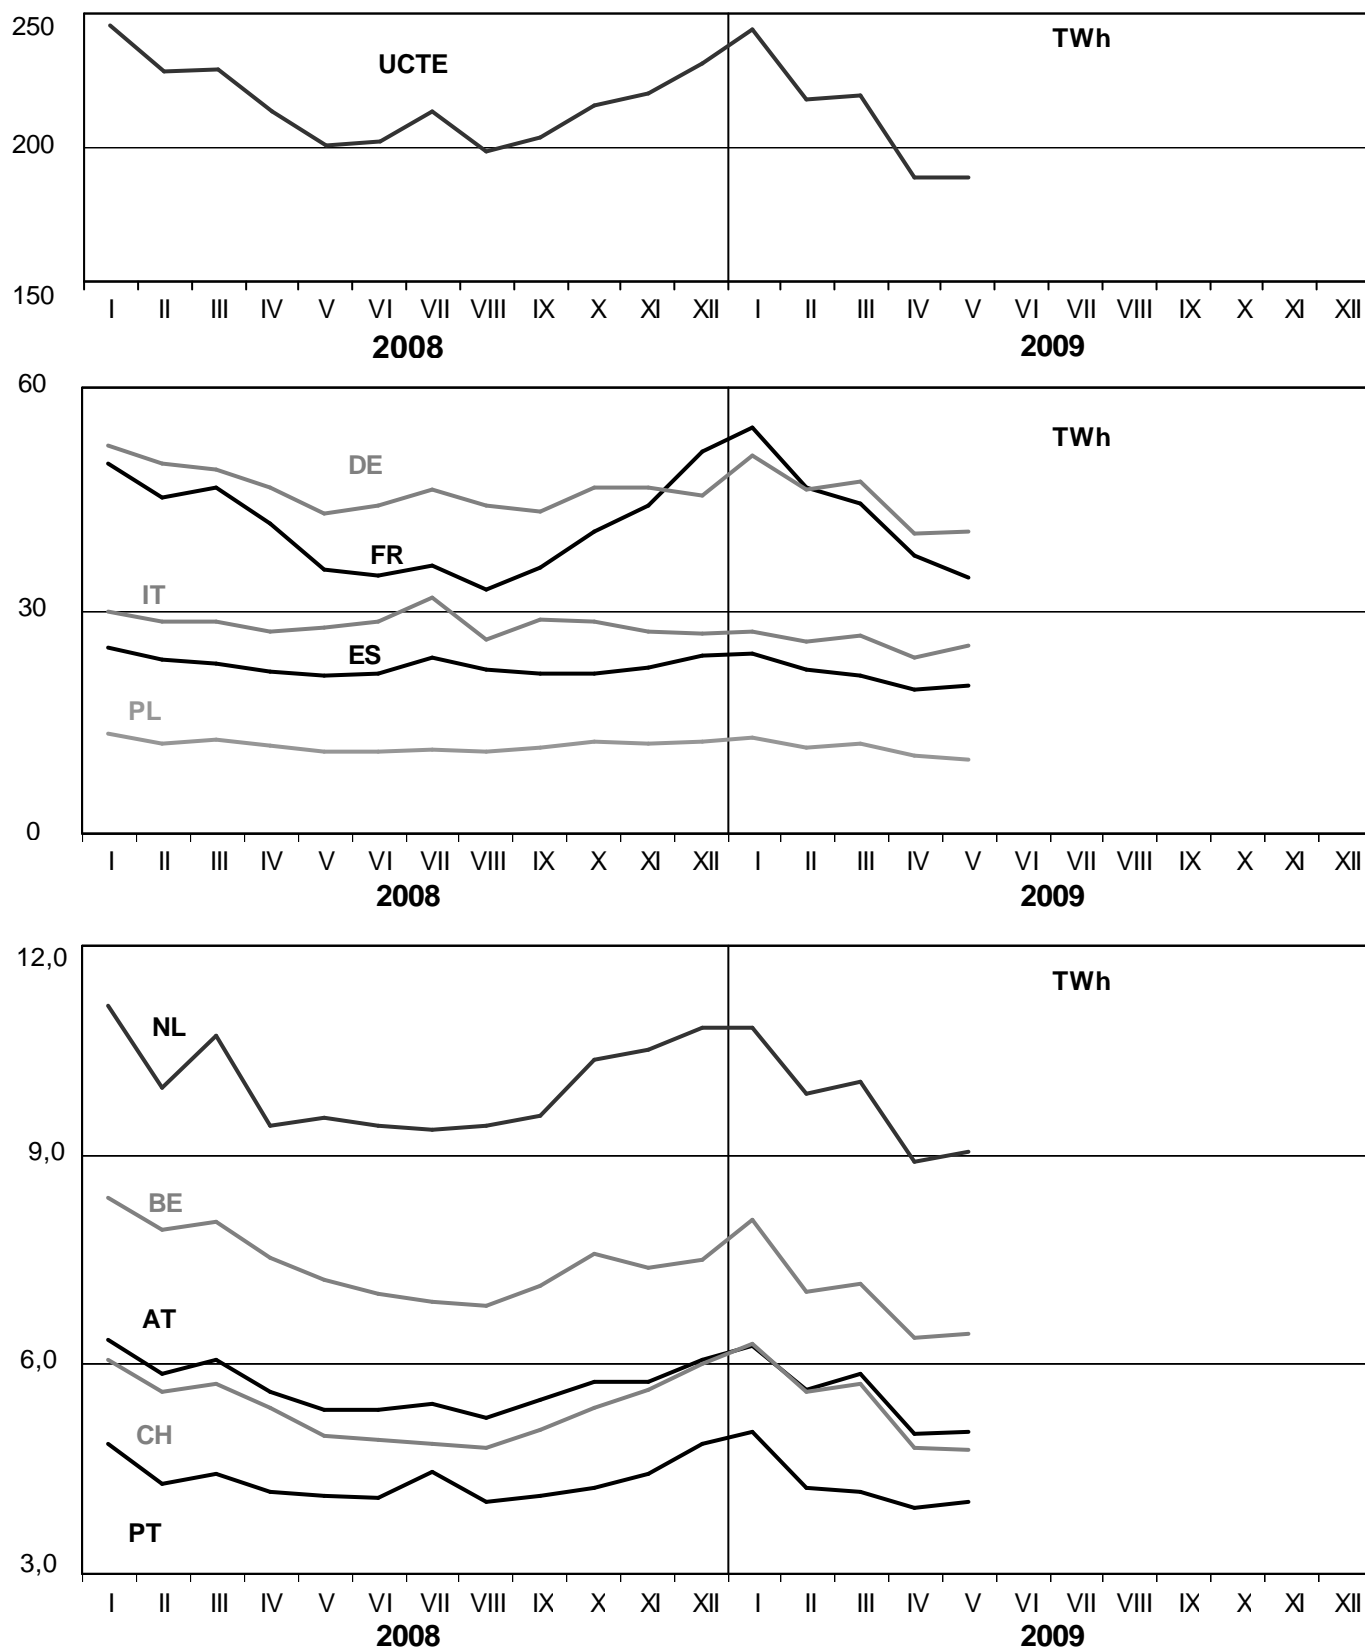 250
TWh
UCTE
200
150
I II III IV V VI VII VIII IX X XI XII I II III IV V VI VII VIII IX X XI XII
2008 2009
60
TWh
DE
FR
IT
30
ES
PL
0
I II III IV V VI VII VIII IX X XI XII I II III IV V VI VII VIII IX X XI XII
2008 2009
12,0
TWh
NL
9,0
BE
AT
6,0
CH
PT
3,0
I II III IV V VI VII VIII IX X XI XII I II III IV V VI VII VIII IX X XI XII
2008 2009